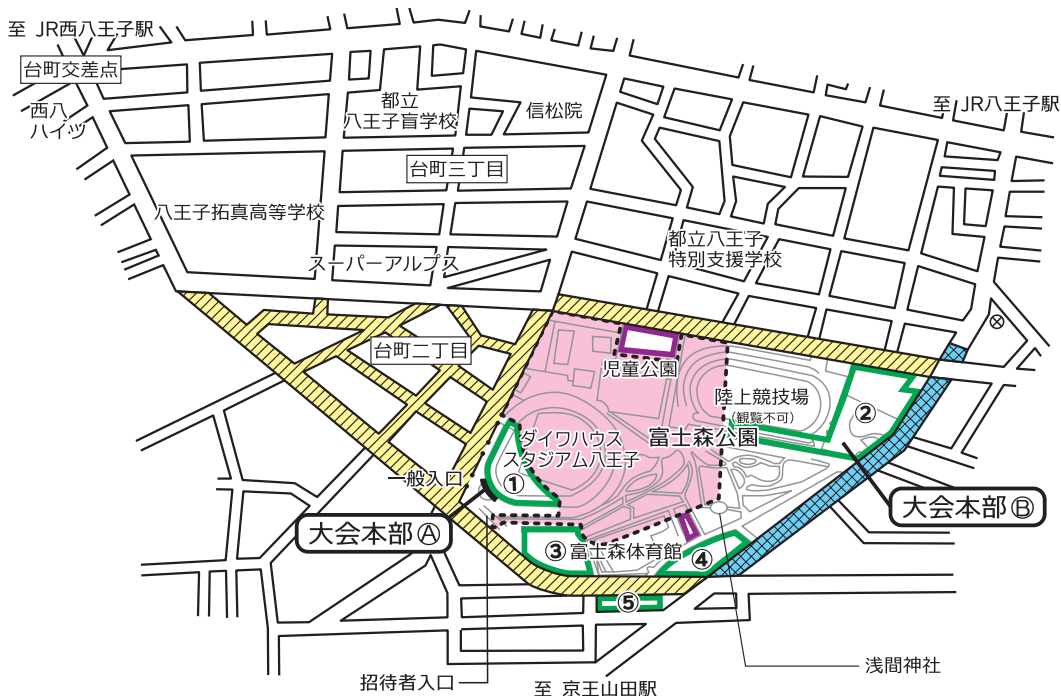 至 JR西八王子駅
台町交差点
西八
ハイツ
都立
八王子盲学校
信松院
至 JR八王子駅
台町三丁目
八王子拓真高等学校
都立八王子
特別支援学校
スーパーアルプス
台町二丁目
児童公園
陸上競技場
(観覧不可)
②
富士森公園
ダイワハウス
スタジアム八王子
一般入口
①
大会本部Ⓐ
大会本部Ⓑ
③
富士森体育館
④
⑤
浅間神社
招待者入口
至 京王山田駅